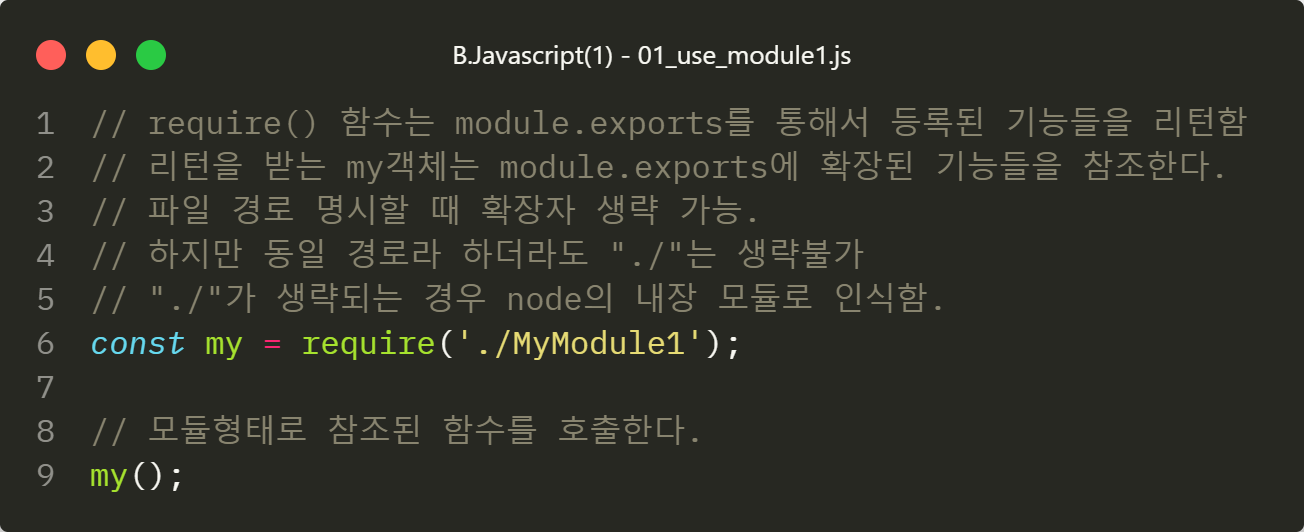 B.Javascript(1) - 01_use_module1.js
1 // require() 함수는 module.exports를 통해서 등록된 기능들을 리턴함
2 // 리턴을 받는 my객체는 module.exports에 확장된 기능들을 참조한다.
3 // 파일 경로 명시할 때 확장자 생략 가능.
4 // 하지만 동일 경로라 하더라도 "./"는 생략불가
5 // "./"가 생략되는 경우 node의 내장 모듈로 인식함.
6 const my = require('./MyModule1');
7
8 // 모듈형태로 참조된 함수를 호출한다.
9 my();